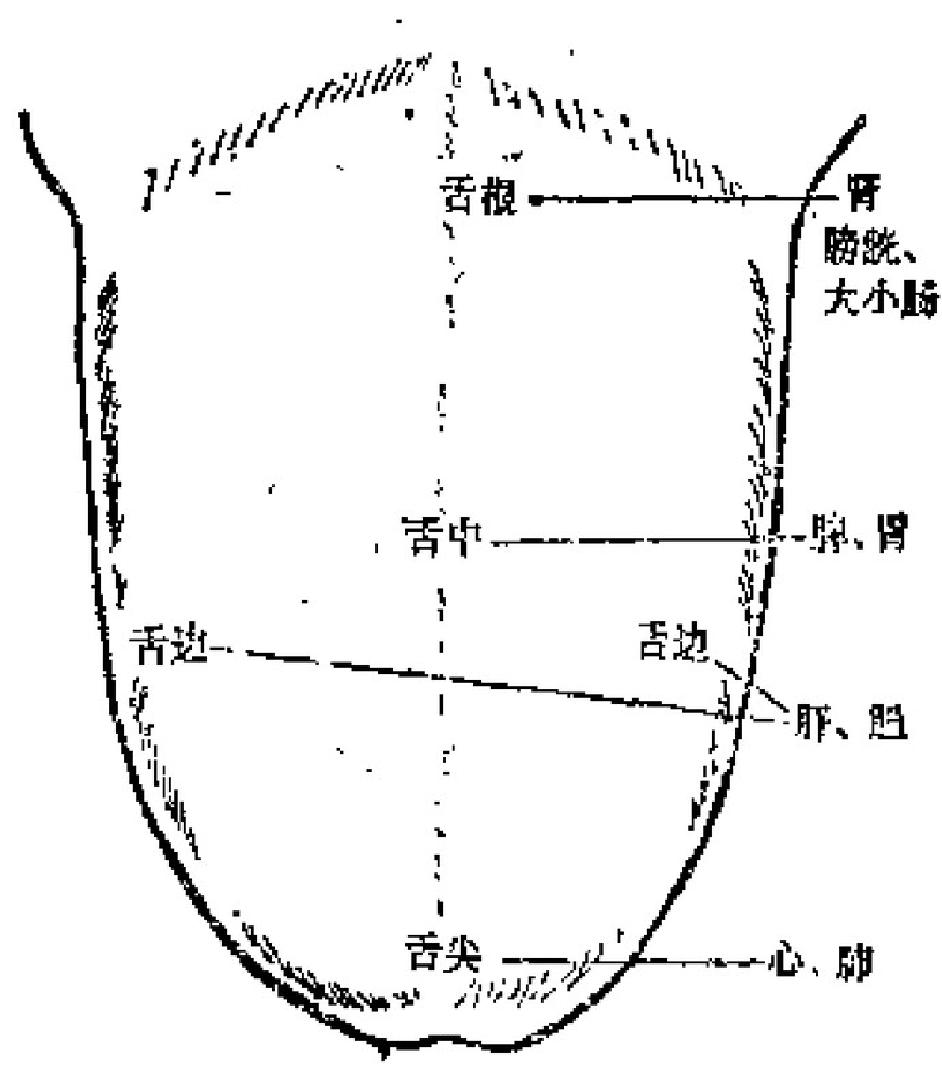 舌根 肾
膀胱、
大小肠
舌中 脾、胃
舌边 舌边
肝、胆
舌尖 心、肺